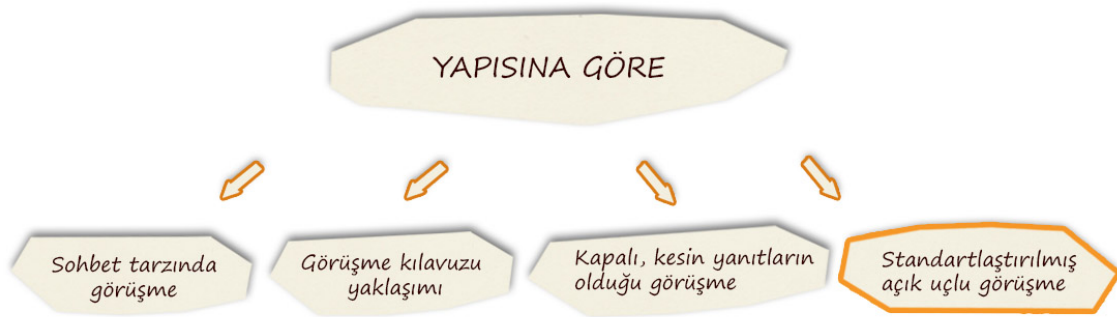 YAPISINA GÖRE
Sohbet tarzında
görüşme
Görüşme kılavuzu
yaklaşımı
Kapalı, kesin yanıtların
olduğu görüşme
Standartlaştırılmış
açık uçlu görüşme